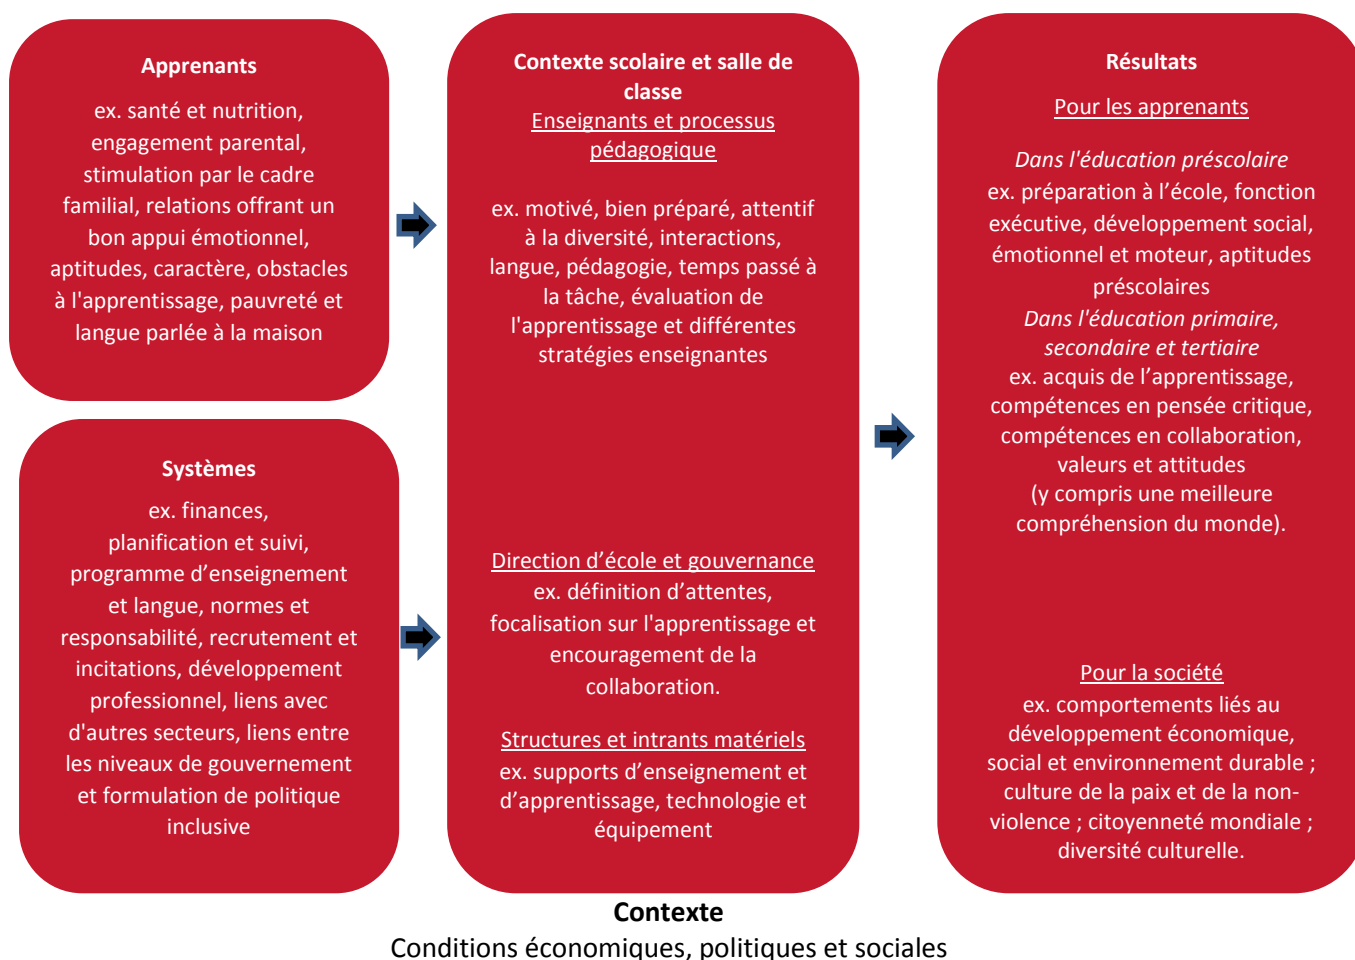 Apprenants
ex. santé et nutrition,
engagement parental,
stimulation par le cadre
familial, relations offrant un
bon appui émotionnel,
aptitudes, caractère, obstacles
à l'apprentissage, pauvreté et
langue parlée à la maison
Systèmes
ex. finances,
planification et suivi,
programme d’enseignement
et langue, normes et
responsabilité, recrutement et
incitations, développement
professionnel, liens avec
d'autres secteurs, liens entre
les niveaux de gouvernement
et formulation de politique
inclusive
Contexte scolaire et salle de
classe
Enseignants et processus
pédagogique
ex. motivé, bien préparé, attentif
à la diversité, interactions,
langue, pédagogie, temps passé à
la tâche, évaluation de
l'apprentissage et différentes
stratégies enseignantes
Direction d’école et gouvernance
ex. définition d’attentes,
focalisation sur l'apprentissage et
encouragement de la
collaboration.
Structures et intrants matériels
ex. supports d’enseignement et
d’apprentissage, technologie et
équipement
Résultats
Pour les apprenants
Dans l'éducation préscolaire
ex. préparation à l’école, fonction
exécutive, développement social,
émotionnel et moteur, aptitudes
préscolaires
Dans l'éducation primaire,
secondaire et tertiaire
ex. acquis de l’apprentissage,
compétences en pensée critique,
compétences en collaboration,
valeurs et attitudes
(y compris une meilleure
compréhension du monde).
Pour la société
ex. comportements liés au
développement économique,
social et environnement durable ;
culture de la paix et de la non-
violence ; citoyenneté mondiale ;
diversité culturelle.
Contexte
Conditions économiques, politiques et sociales